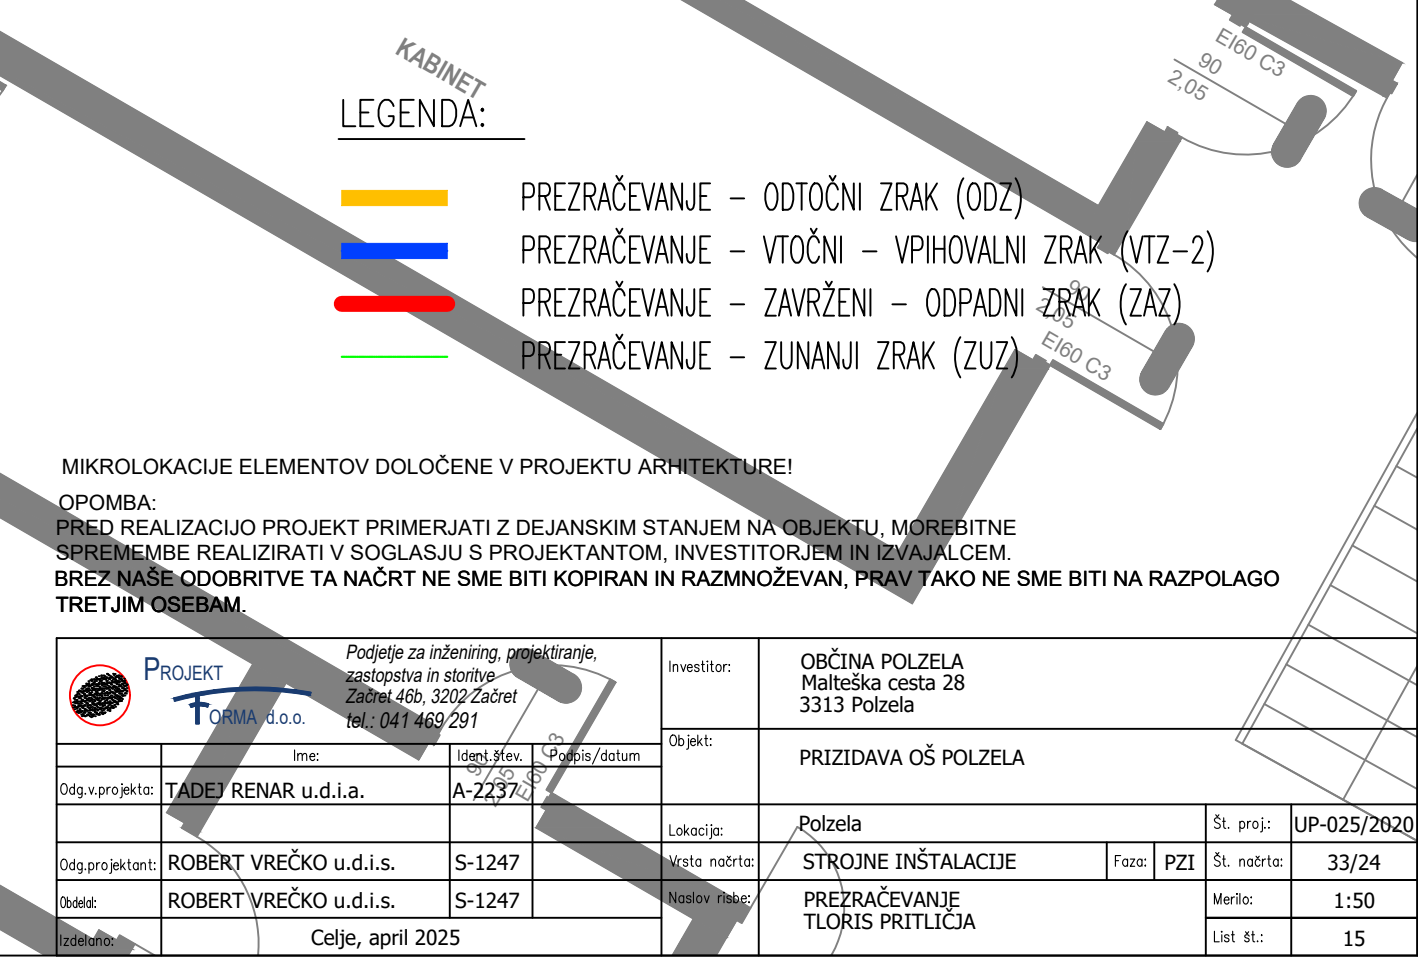 KABINET
EI60 C3
90
2,05
LEGENDA:
PREZRAČEVANJE – ODTOČNI ZRAK (ODZ)
PREZRAČEVANJE – VTOČNI – VPIHOVALNI ZRAK (VTZ–2)
PREZRAČEVANJE – ZAVRŽENI – ODPADNI ZRAK (ZAZ)
PREZRAČEVANJE – ZUNANJI ZRAK (ZUZ)
90
2,05
EI60 C3
MIKROLOKACIJE ELEMENTOV DOLOČENE V PROJEKTU ARHITEKTURE!
OPOMBA:
PRED REALIZACIJO PROJEKT PRIMERJATI Z DEJANSKIM STANJEM NA OBJEKTU, MOREBITNE
SPREMEMBE REALIZIRATI V SOGLASJU S PROJEKTANTOM, INVESTITORJEM IN IZVAJALCEM.
BREZ NAŠE ODOBRITVE TA NAČRT NE SME BITI KOPIRAN IN RAZMNOŽEVAN, PRAV TAKO NE SME BITI NA RAZPOLAGO
TRETJIM OSEBAM.
PROJEKT
FORMA d.o.o.
Podjetje za inženiring, projektiranje,
zastopstva in storitve
Začret 46b, 3202 Začret
tel.: 041 469 291
Investitor:
OBČINA POLZELA
Malteška cesta 28
3313 Polzela
Objekt:
PRIZIDAVA OŠ POLZELA
Ime: Ident.štev. Podpis/datum
90
2,05
EI60 C3
Odg.v.projekta: TADEJ RENAR u.d.i.a. A-2237
Lokacija: Polzela Št. proj.: UP-025/2020
Odg.projektant: ROBERT VREČKO u.d.i.s. S-1247
Vrsta načrta: STROJNE INŠTALACIJE Faza: PZI Št. načrta: 33/24
Obdelal: ROBERT VREČKO u.d.i.s. S-1247
Naslov risbe: PREZRAČEVANJE
TLORIS PRITLIČJA
Merilo: 1:50
Izdelano: Celje, april 2025
List št.: 15